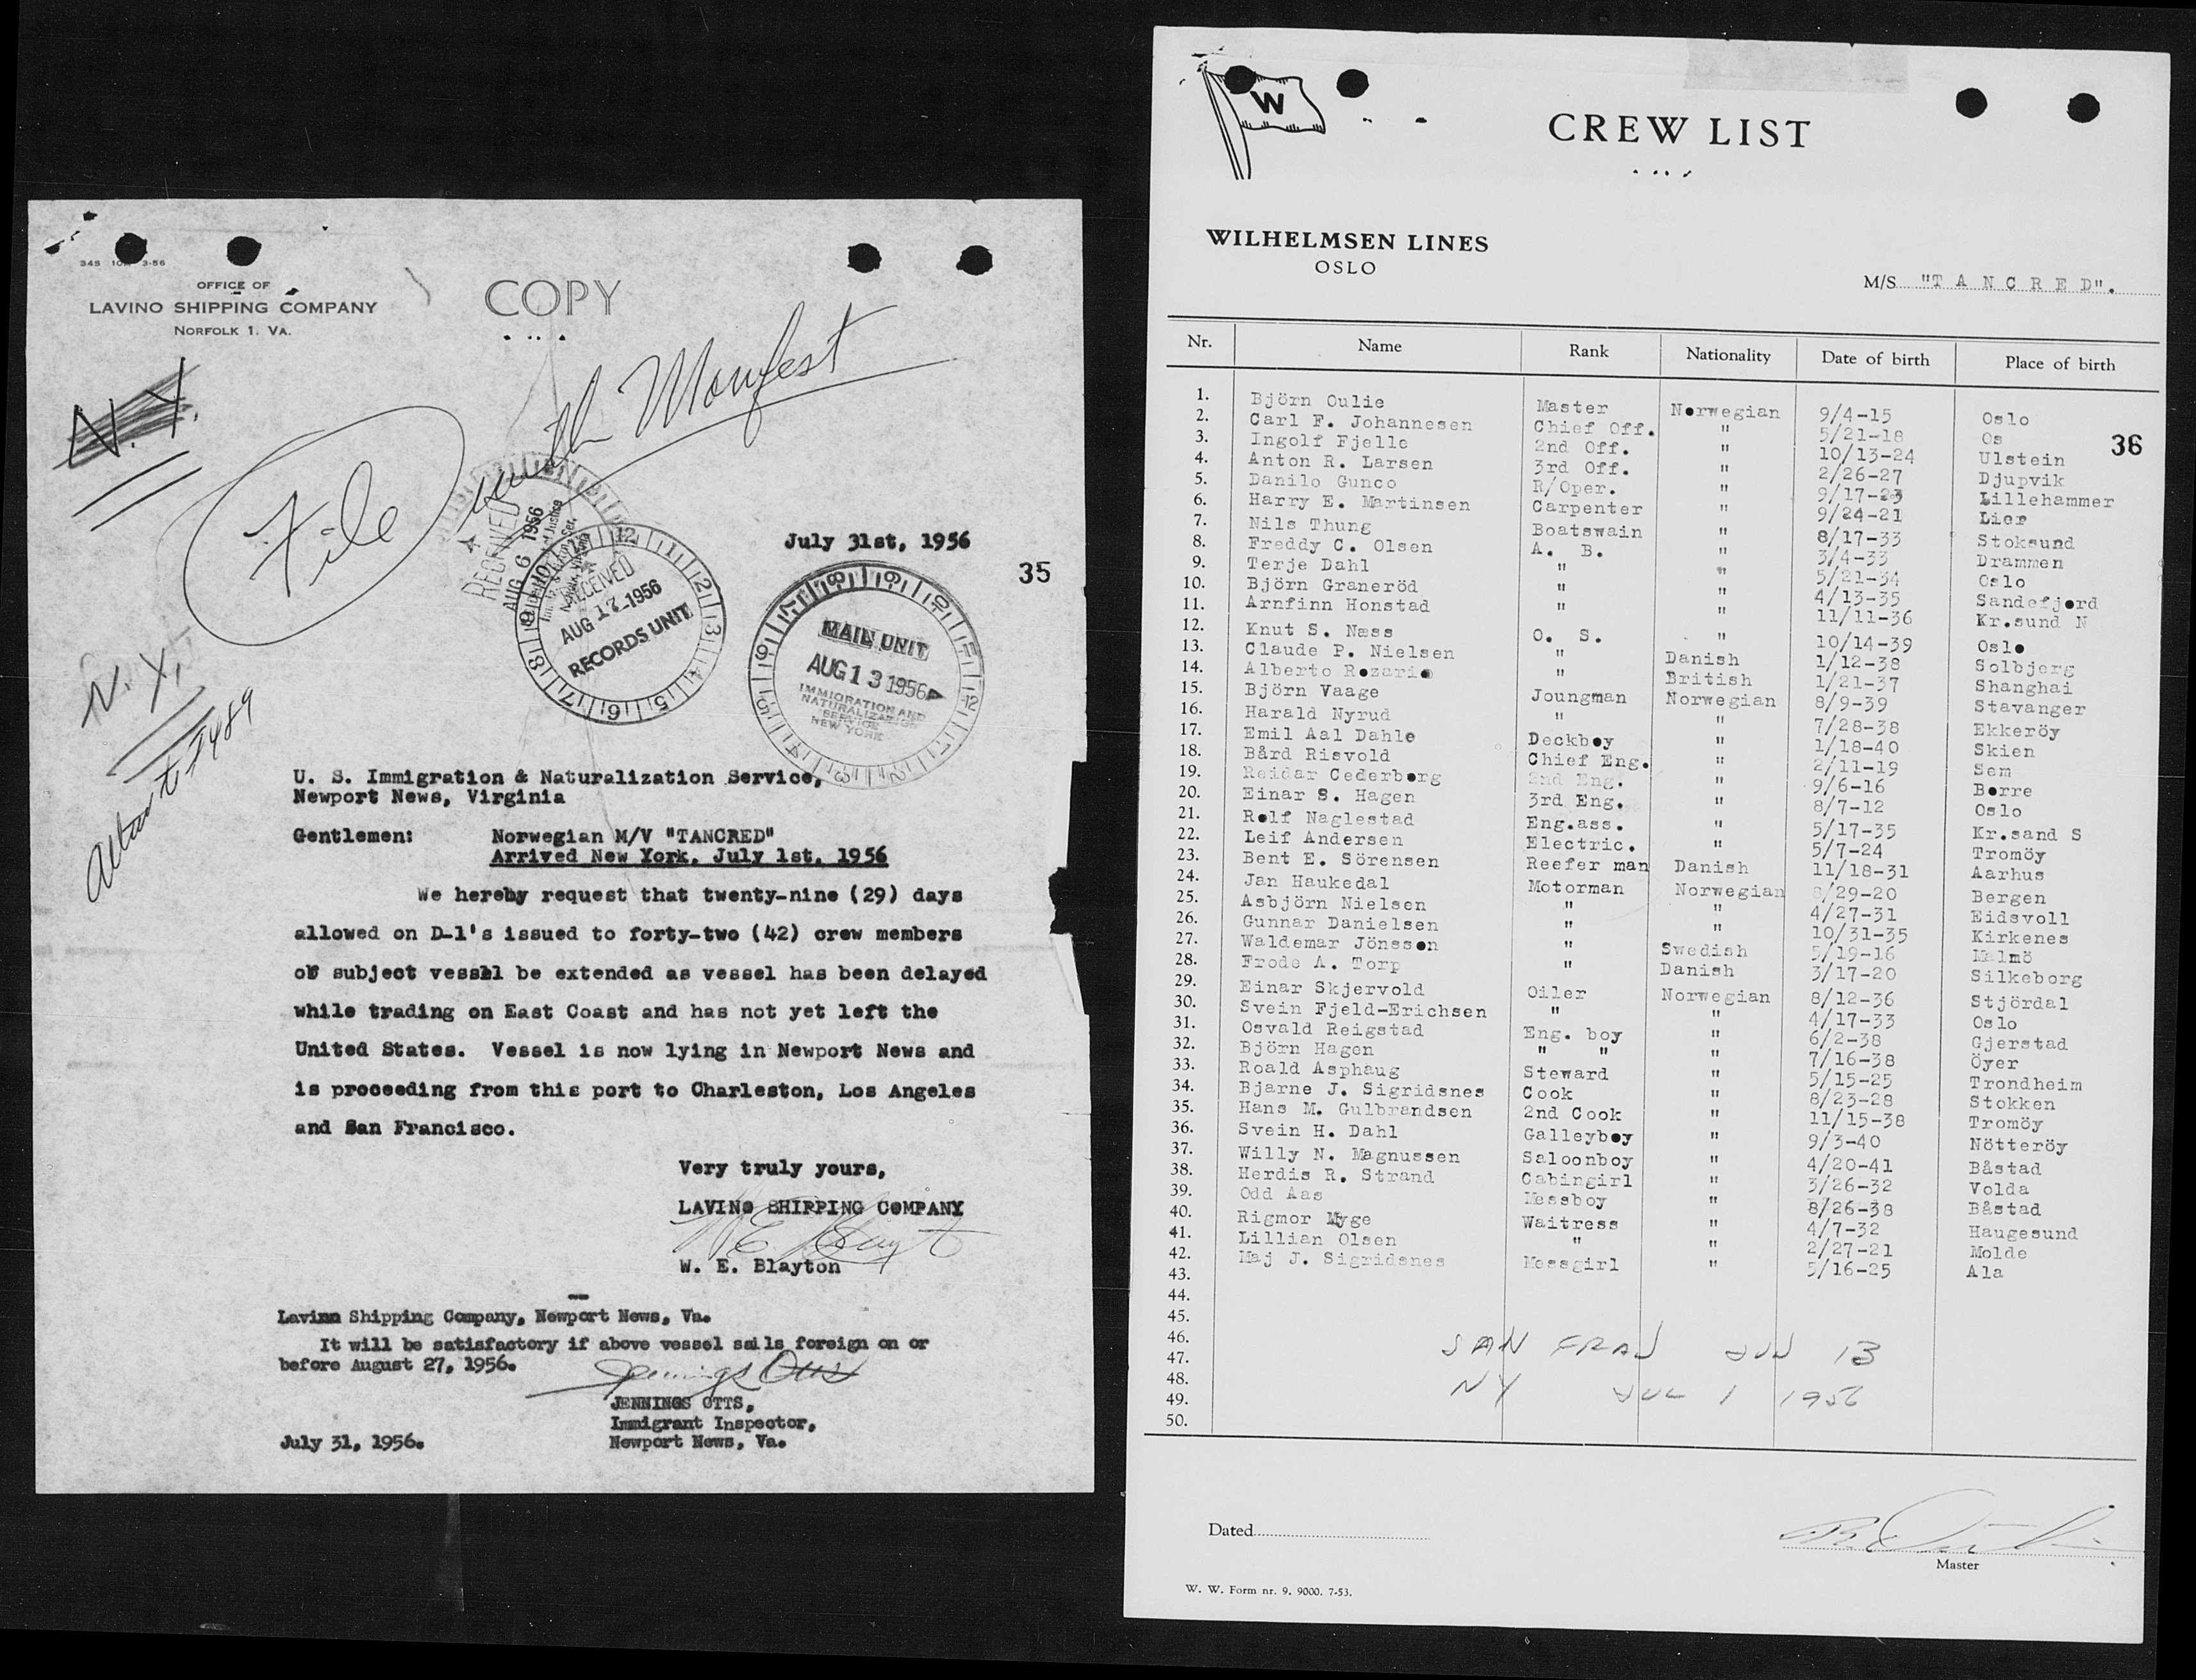 349 10M 3-56
OFFICE OF
LAVINO SHIPPING COMPANY
NORFOLK 1. VA.
COPY
N. Y.
File with Manifest
RECEIVED
AUG 6 1956
RECEIVED
AUG 17 1956
RECORDS UNIT
July 31st, 1956
35
MAIL UNIT
AUG 13 1956
IMMIGRATION AND
NATURALIZATION
SERVICE
NEW YORK
N. Y.
U. S. Immigration & Naturalization Service,
Newport News, Virginia
Gentlemen: Norwegian M/V "TANCRED"
Arrived New York, July 1st, 1956
We hereby request that twenty-nine (29) days
allowed on D-1's issued to forty-two (42) crew members
of subject vessel be extended as vessel has been delayed
while trading on East Coast and has not yet left the
United States. Vessel is now lying in Newport News and
is proceeding from this port to Charleston, Los Angeles
and San Francisco.
Very truly yours,
LAVINO SHIPPING COMPANY
W. E. Blayton
Lavinn Shipping Company, Newport News, Va.
It will be satisfactory if above vessel sails foreign on or
before August 27, 1956.
Jennings Otts
JENNINGS OTTS,
Immigrant Inspector,
July 31, 1956. Newport News, Va.
W
CREW LIST
WILHELMSEN LINES
OSLO
M/S "T A N C R E D".
Nr. Name Rank Nationality Date of birth Place of birth
36
1. Björn Oulie Master Norwegian 9/4-15 Oslo
2. Carl F. Johannesen Chief Off. " 5/21-18 Os
3. Ingolf Fjelle 2nd Off. " 10/13-24 Ulstein
4. Anton R. Larsen 3rd Off. " 2/26-27 Djupvik
5. Danilo Gunco R/Oper. " 9/17-23 Lillehammer
6. Harry E. Martinsen Carpenter " 9/24-21 Lier
7. Nils Thung Boatswain " 8/17-33 Stoksund
8. Freddy C. Olsen A. B. " 3/4-33 Drammen
9. Terje Dahl " " 5/21-34 Oslo
10. Björn Graneröd " " 4/13-35 Sandefjord
11. Arnfinn Honstad " " 11/11-36 Kr.sund N
12. Knut S. Næss O. S. " 10/14-39 Oslo
13. Claude P. Nielsen " Danish 1/12-38 Solbjerg
14. Alberto Rozario " British 1/21-37 Shanghai
15. Björn Vaage Joungman Norwegian 8/9-39 Stavanger
16. Harald Nyrud " " 7/28-38 Ekkeröy
17. Emil Aal Dahle Deckboy " 1/18-40 Skien
18. Bård Risvold Chief Eng. " 2/11-19 Sem
19. Reidar Cederborg 2nd Eng. " 9/6-16 Borre
20. Einar S. Hagen 3rd Eng. " 8/7-12 Oslo
21. Rolf Naglestad Eng.ass. " 5/17-35 Kr.sand S
22. Leif Andersen Electric. " 5/7-24 Tromöy
23. Bent E. Sörensen Reefer man Danish 11/18-31 Aarhus
24. Jan Haukedal Motorman Norwegian 8/29-20 Bergen
25. Asbjörn Nielsen " " 4/27-31 Eidsvoll
26. Gunnar Danielsen " " 10/31-35 Kirkenes
27. Waldemar Jönsson " Swedish 5/19-16 Malmö
28. Frode A. Torp " Danish 3/17-20 Silkeborg
29. Einar Skjervold Oiler Norwegian 8/12-36 Stjördal
30. Svein Fjeld-Erichsen " " 4/17-33 Oslo
31. Osvald Reigstad Eng. boy " 6/2-38 Gjerstad
32. Björn Hagen " " " 7/16-38 Öyer
33. Roald Asphaug Steward " 5/15-25 Trondheim
34. Bjarne J. Sigridsnes Cook " 8/23-28 Stokken
35. Hans M. Gulbrandsen 2nd Cook " 11/15-38 Tromöy
36. Svein H. Dahl Galleyboy " 9/3-40 Nötteröy
37. Willy N. Magnussen Saloonboy " 4/20-41 Båstad
38. Herdis R. Strand Cabingirl " 3/26-32 Volda
39. Odd Aas Messboy " 8/26-38 Båstad
40. Rigmor Myge Waitress " 4/7-32 Haugesund
41. Lillian Olsen " " 2/27-21 Molde
42. Maj J. Sigridsnes Messgirl " 5/16-25 Ala
43.
44.
45.
46.
47.
48.
49.
50.
SAN FRAN JUN 13
NY JUL 1 1956
Dated
Master
W. W. Form nr. 9. 9000. 7-53.